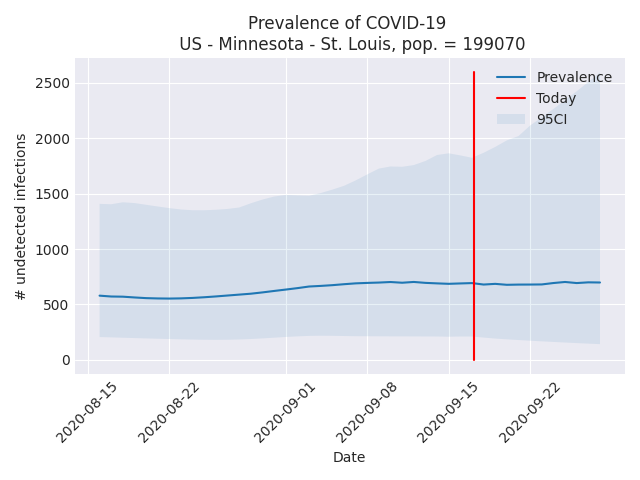 Prevalence of COVID-19
US - Minnesota - St. Louis, pop. = 199070
Prevalence
Today
95CI
# undetected infections
2500
2000
1500
1000
500
0
2020-08-15
2020-08-22
2020-09-01
2020-09-08
2020-09-15
2020-09-22
Date